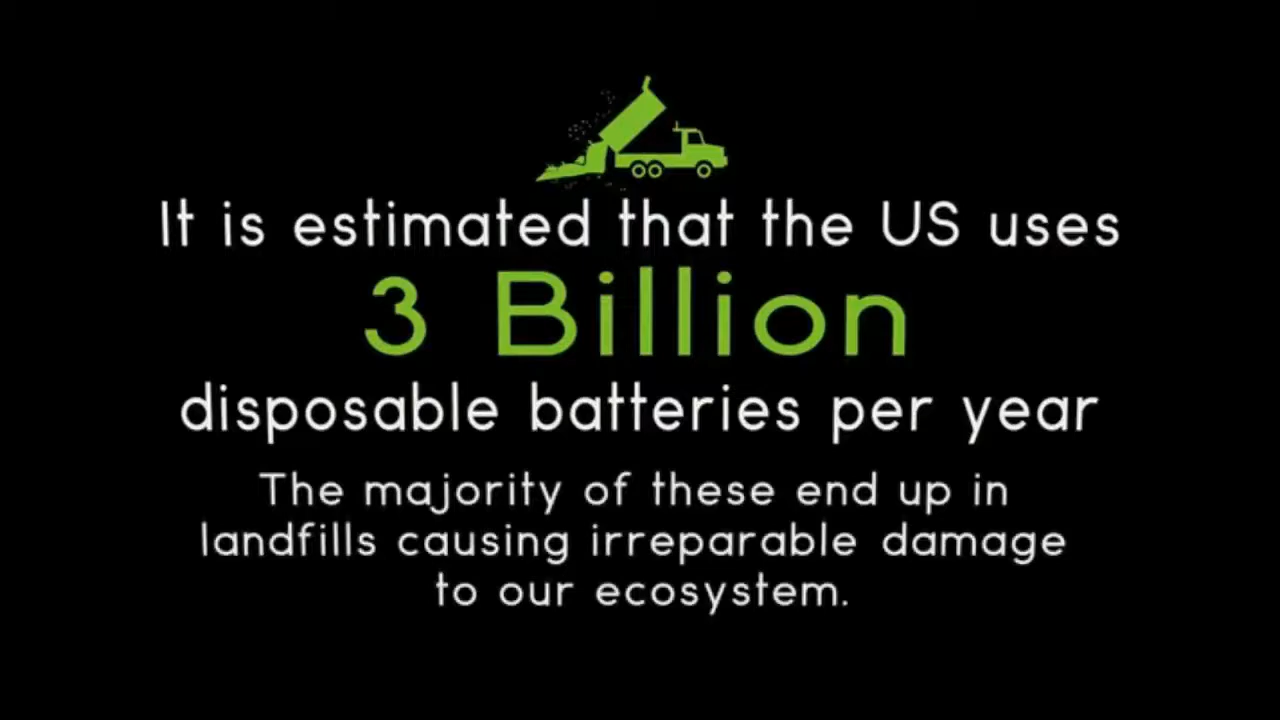 It is estimated that the US uses
3 Billion
disposable batteries per year
The majority of these end up in
landfills causing irreparable damage
to our ecosystem.